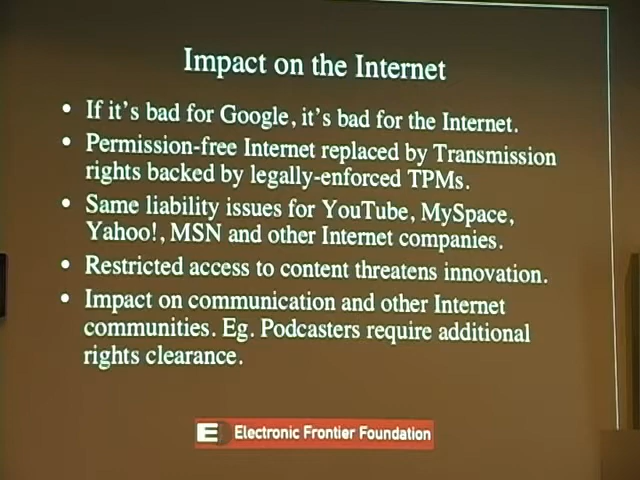 Impact on the Internet
• If it's bad for Google, it's bad for the Internet.
• Permission-free Internet replaced by Transmission
rights backed by legally-enforced TPMs.
• Same liability issues for YouTube, MySpace,
Yahoo!, MSN and other Internet companies.
• Restricted access to content threatens innovation.
• Impact on communication and other Internet
communities. Eg. Podcasters require additional
rights clearance.
E Electronic Frontier Foundation